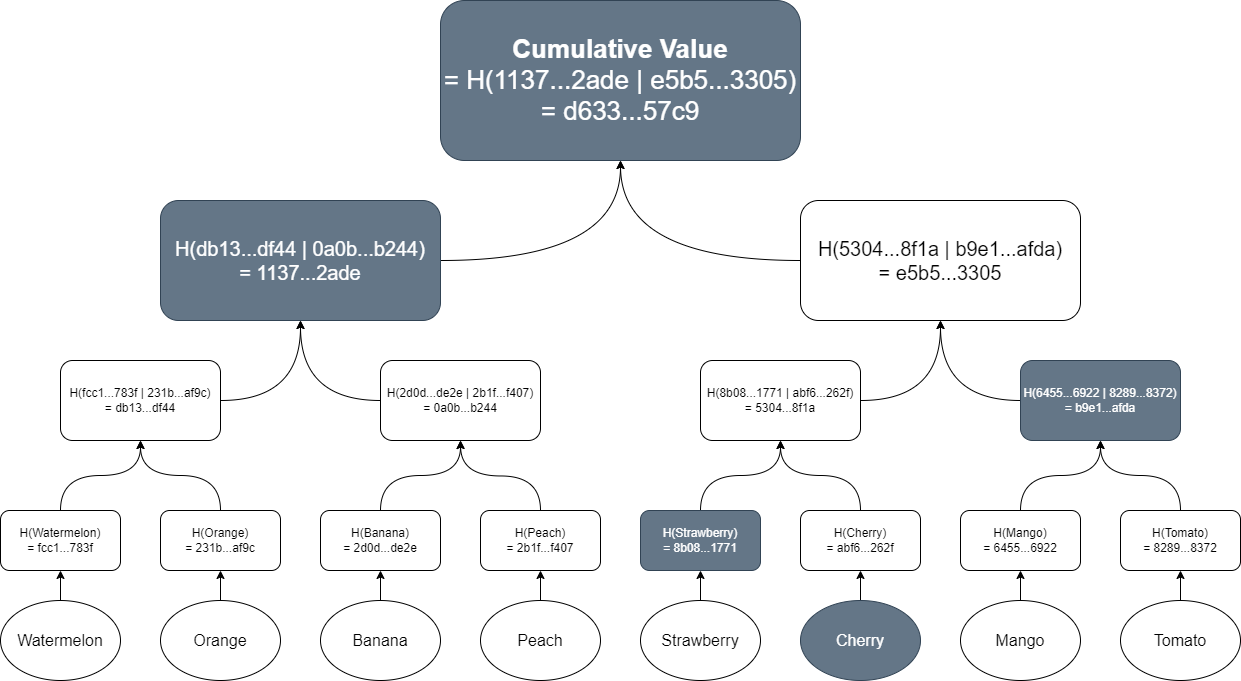 Cumulative Value
= H(1137...2ade | e5b5...3305)
= d633...57c9
H(db13...df44 | 0a0b...b244)
= 1137...2ade
H(5304...8f1a | b9e1...afda)
= e5b5...3305
H(fcc1...783f | 231b...af9c)
= db13...df44
H(2d0d...de2e | 2b1f...f407)
= 0a0b...b244
H(8b08...1771 | abf6...262f)
= 5304...8f1a
H(6455...6922 | 8289...8372)
= b9e1...afda
H(Watermelon)
= fcc1...783f
H(Orange)
= 231b...af9c
H(Banana)
= 2d0d...de2e
H(Peach)
= 2b1f...f407
H(Strawberry)
= 8b08...1771
H(Cherry)
= abf6...262f
H(Mango)
= 6455...6922
H(Tomato)
= 8289...8372
Watermelon
Orange
Banana
Peach
Strawberry
Cherry
Mango
Tomato